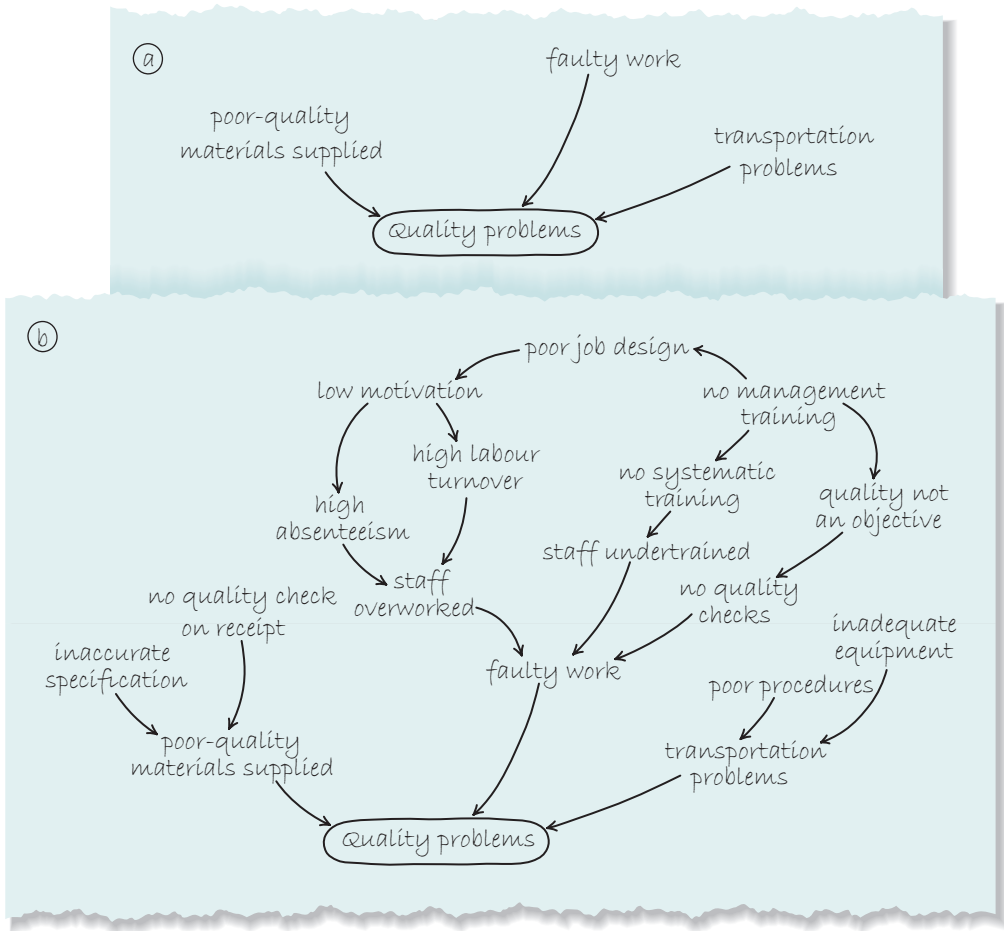 a
faulty work
poor-quality
materials supplied
transportation
problems
Quality problems
b
poor job design
low motivation
no management
training
high labour
turnover
no systematic
training
high
absenteeism
quality not
an objective
staff undertrained
staff
overworked
no quality
checks
no quality check
on receipt
inaccurate
specification
inadequate
equipment
faulty work
poor procedures
poor-quality
materials supplied
transportation
problems
Quality problems